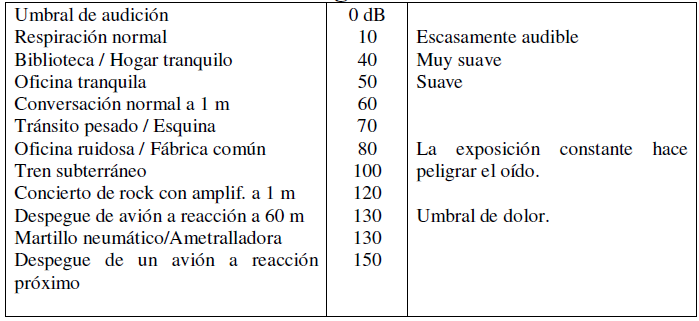 Umbral de audición 0 dB
Respiración normal 10 Escasamente audible
Biblioteca / Hogar tranquilo 40 Muy suave
Oficina tranquila 50 Suave
Conversación normal a 1 m 60
Tránsito pesado / Esquina 70
Oficina ruidosa / Fábrica común 80 La exposición constante hace
Tren subterráneo 100 peligrar el oído.
Concierto de rock con amplif. a 1 m 120
Despegue de avión a reacción a 60 m 130 Umbral de dolor.
Martillo neumático/Ametralladora 130
Despegue de un avión a reacción 150
próximo